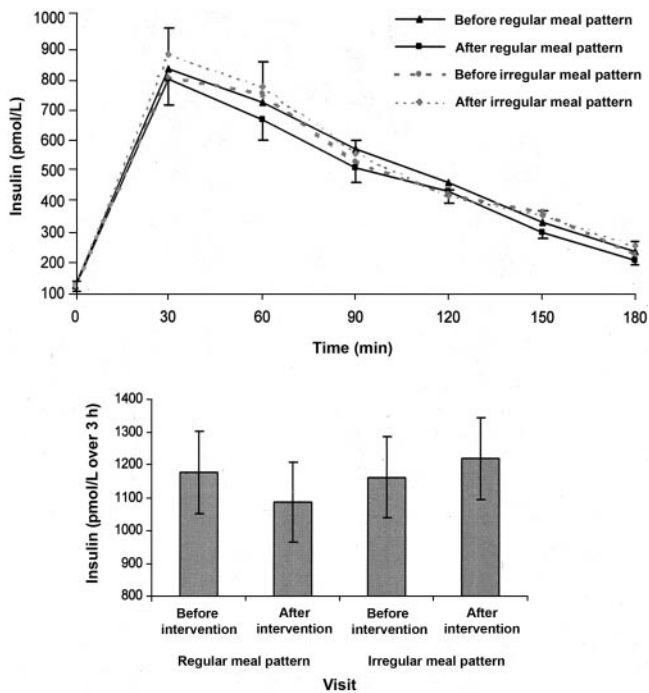 1000
900
800
700
600
500
400
300
200
100
Insulin (pmol/L)
0 30 60 90 120 150 180
Time (min)
Before regular meal pattern
After regular meal pattern
Before irregular meal pattern
After irregular meal pattern
1400
1300
1200
1100
1000
900
800
Insulin (pmol/L over 3 h)
Before intervention After intervention Before intervention After intervention
Regular meal pattern Irregular meal pattern
Visit